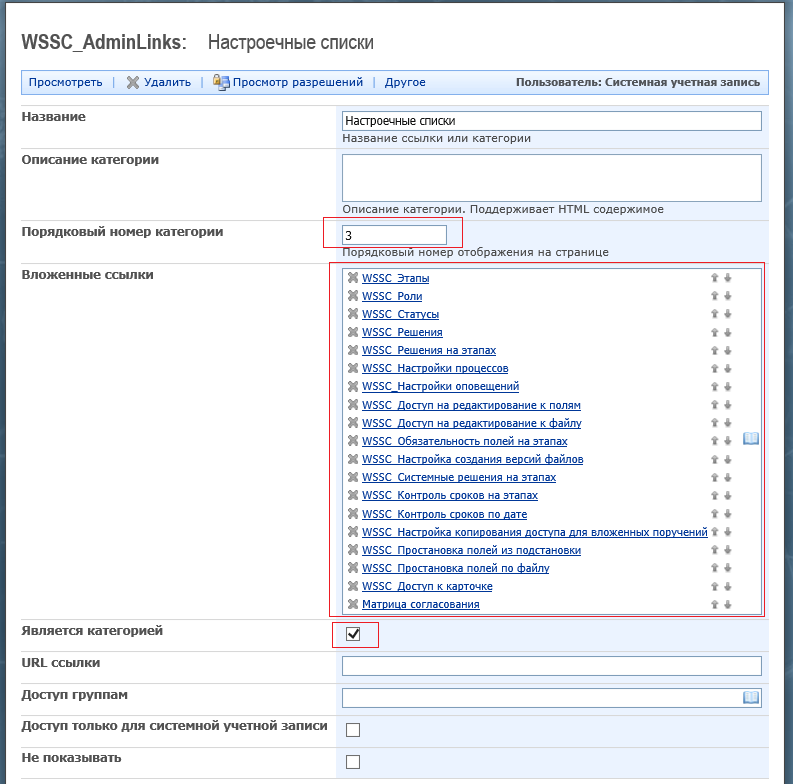 WSSC_AdminLinks: Настроечные списки
Просмотреть | Удалить | Просмотр разрешений | Другое Пользователь: Системная учетная запись
Название
Настроечные списки
Название ссылки или категории
Описание категории
Описание категории. Поддерживает HTML содержимое
Порядковый номер категории
3
Порядковый номер отображения на странице
Вложенные ссылки
WSSC_Этапы
WSSC_Роли
WSSC_Статусы
WSSC_Решения
WSSC_Решения на этапах
WSSC_Настройки процессов
WSSC_Настройки оповещений
WSSC_Доступ на редактирование к полям
WSSC_Доступ на редактирование к файлу
WSSC_Обязательность полей на этапах
WSSC_Настройка создания версий файлов
WSSC_Системные решения на этапах
WSSC_Контроль сроков на этапах
WSSC_Контроль сроков по дате
WSSC_Настройка копирования доступа для вложенных поручений
WSSC_Простановка полей из подстановки
WSSC_Простановка полей по файлу
WSSC_Доступ к карточке
Матрица согласования
Является категорией
URL ссылки
Доступ группам
Доступ только для системной учетной записи
Не показывать